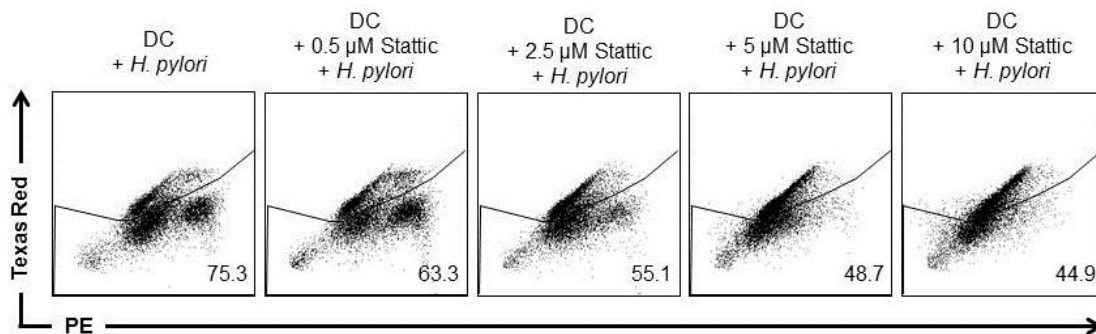 DC
+ H. pylori
DC
+ 0.5 µM Stattic
+ H. pylori
DC
+ 2.5 µM Stattic
+ H. pylori
DC
+ 5 µM Stattic
+ H. pylori
DC
+ 10 µM Stattic
+ H. pylori
Texas Red
75.3
63.3
55.1
48.7
44.9
PE